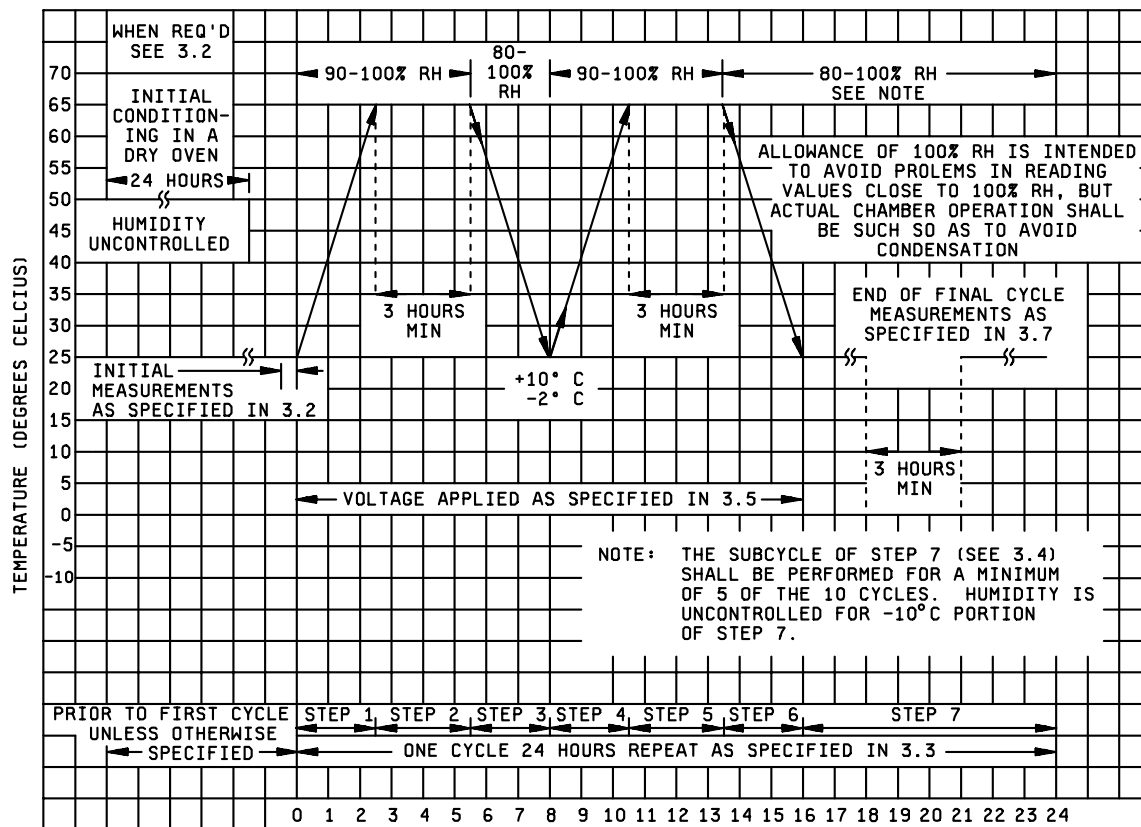 WHEN REQ'D
SEE 3.2
INITIAL
CONDITION-
ING IN A
DRY OVEN
24 HOURS
HUMIDITY
UNCONTROLLED
90-100% RH
80-
100%
RH
90-100% RH
80-100% RH
SEE NOTE
ALLOWANCE OF 100% RH IS INTENDED
TO AVOID PROLEMS IN READING
VALUES CLOSE TO 100% RH, BUT
ACTUAL CHAMBER OPERATION SHALL
BE SUCH SO AS TO AVOID
CONDENSATION
3 HOURS
MIN
3 HOURS
MIN
END OF FINAL CYCLE
MEASUREMENTS AS
SPECIFIED IN 3.7
INITIAL
MEASUREMENTS
AS SPECIFIED IN 3.2
+10° C
-2° C
3 HOURS
MIN
VOLTAGE APPLIED AS SPECIFIED IN 3.5
NOTE: THE SUBCYCLE OF STEP 7 (SEE 3.4)
SHALL BE PERFORMED FOR A MINIMUM
OF 5 OF THE 10 CYCLES. HUMIDITY IS
UNCONTROLLED FOR -10°C PORTION
OF STEP 7.
TEMPERATURE (DEGREES CELCIUS)
70
65
60
55
50
45
40
35
30
25
20
15
10
5
0
-5
-10
PRIOR TO FIRST CYCLE
UNLESS OTHERWISE
SPECIFIED
STEP 1 STEP 2 STEP 3 STEP 4 STEP 5 STEP 6 STEP 7
ONE CYCLE 24 HOURS REPEAT AS SPECIFIED IN 3.3
0 1 2 3 4 5 6 7 8 9 10 11 12 13 14 15 16 17 18 19 20 21 22 23 24